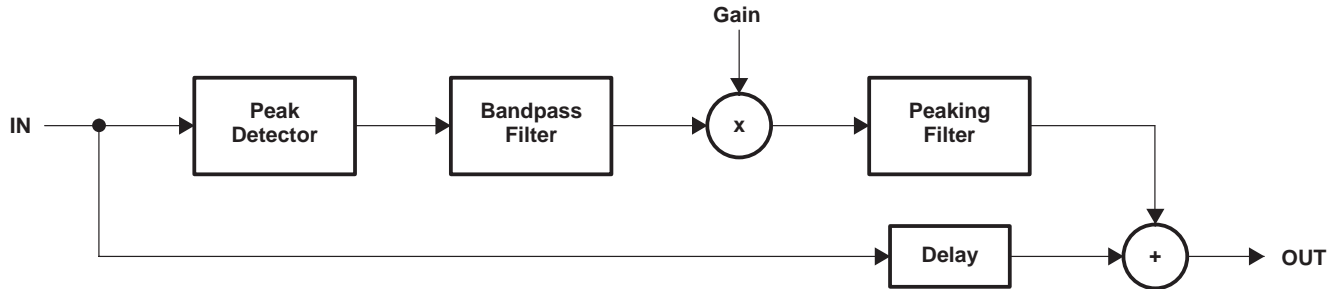 Gain
IN
Peak
Detector
Bandpass
Filter
x
Peaking
Filter
Delay
+
OUT